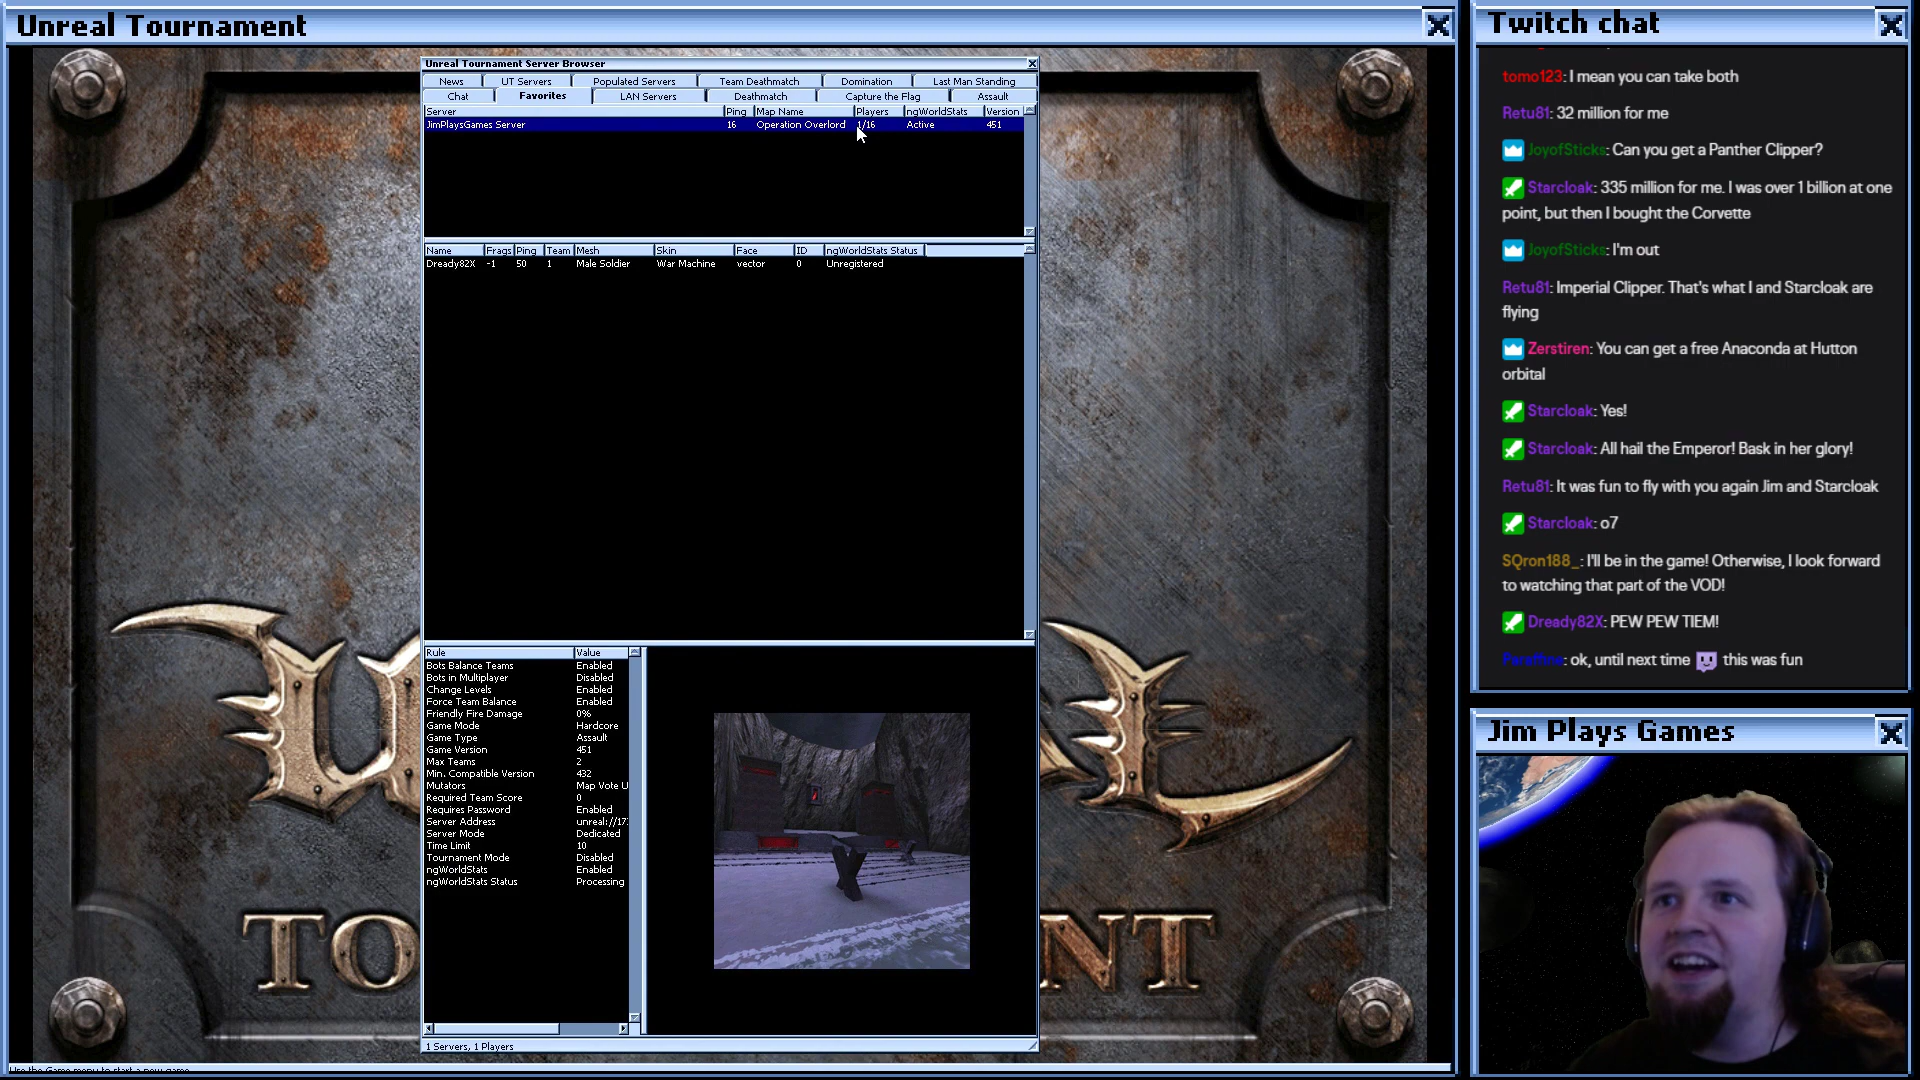 Unreal Tournament
Unreal Tournament Server Browser
News UT Servers Populated Servers Team Deathmatch Domination Last Man Standing
Chat Favorites LAN Servers Deathmatch Capture the Flag Assault
Server Ping Map Name Players ngWorldStats Version
JimPlaysGames Server 16 Operation Overlord 1/16 Active 451
Name Frags Ping Team Mesh Skin Face ID ngWorldStats Status
Dready82X -1 50 1 Male Soldier War Machine vector 0 Unregistered
Rule Value
Bots Balance Teams Enabled
Bots in Multiplayer Disabled
Change Levels Enabled
Force Team Balance Enabled
Friendly Fire Damage 0%
Game Mode Hardcore
Game Type Assault
Game Version 451
Max Teams 2
Min. Compatible Version 432
Mutators Map Vote U
Required Team Score 0
Requires Password Enabled
Server Address unreal://17
Server Mode Dedicated
Time Limit 10
Tournament Mode Disabled
ngWorldStats Enabled
ngWorldStats Status Processing
1 Servers, 1 Players
Use the Game menu to start a new game.
TO NT
Twitch chat
tomo123: I mean you can take both
Retu81: 32 million for me
JoyofSticks: Can you get a Panther Clipper?
Starcloak: 335 million for me. I was over 1 billion at one
point, but then I bought the Corvette
JoyofSticks: I'm out
Retu81: Imperial Clipper. That's what I and Starcloak are
flying
Zerstiren: You can get a free Anaconda at Hutton
orbital
Starcloak: Yes!
Starcloak: All hail the Emperor! Bask in her glory!
Retu81: It was fun to fly with you again Jim and Starcloak
Starcloak: o7
SQron188_: I'll be in the game! Otherwise, I look forward
to watching that part of the VOD!
Dready82X: PEW PEW TIEM!
ok, until next time this was fun
Jim Plays Games